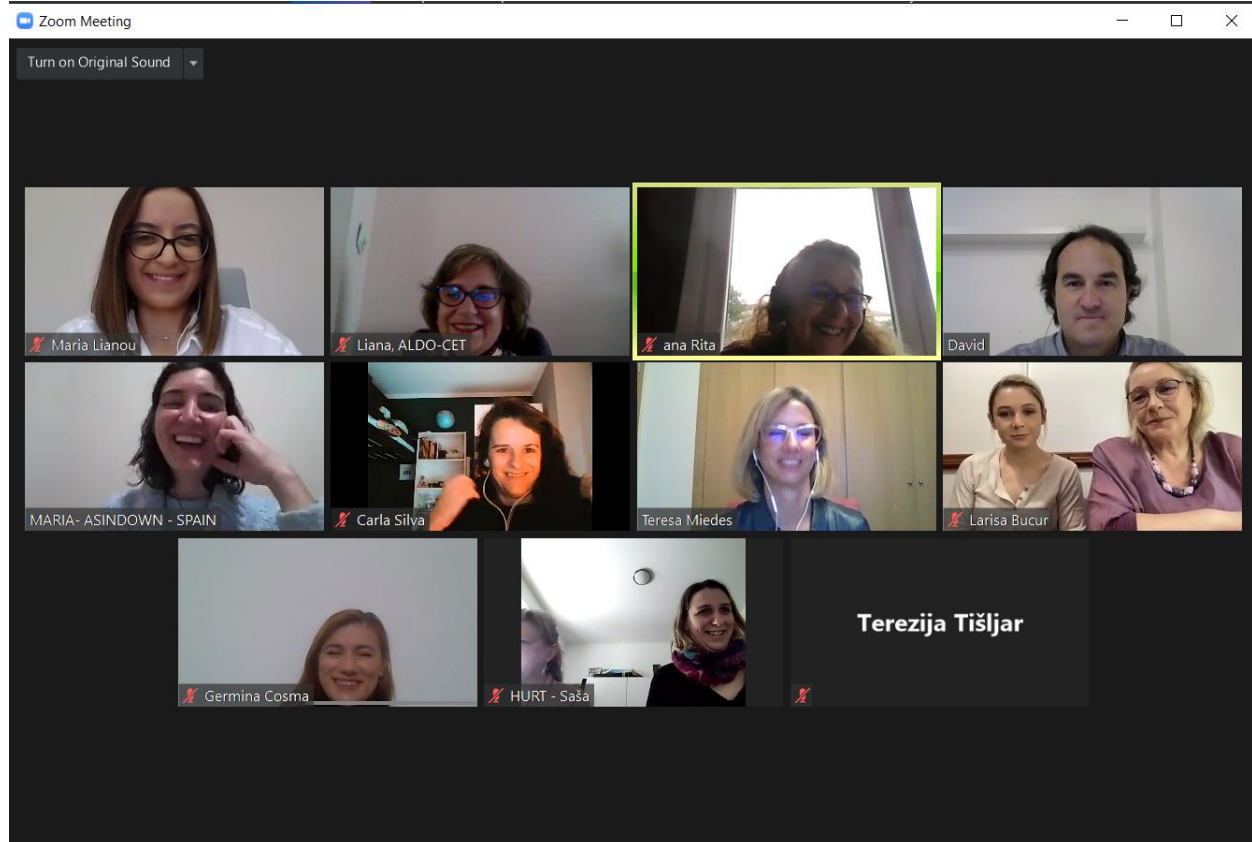 Zoom Meeting
Turn on Original Sound
Maria Lianou
Liana, ALDO-CET
ana Rita
David
MARIA- ASINDOWN - SPAIN
Carla Silva
Teresa Miedes
Larisa Bucur
Germina Cosma
HURT - Saša
Terezija Tišljar